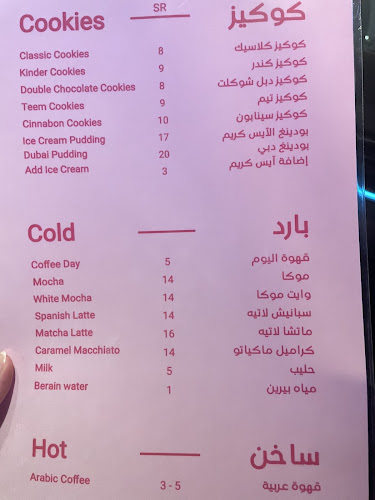 SR
Cookies كوكيز
Classic Cookies 8 كوكيز كلاسيك
Kinder Cookies 9 كوكيز كندر
Double Chocolate Cookies 8 كوكيز دبل شوكلت
Teem Cookies 9 كوكيز تيم
Cinnabon Cookies 10 كوكيز سينابون
Ice Cream Pudding 17 بودينغ الآيس كريم
Dubai Pudding 20 بودينغ دبي
Add Ice Cream 3 إضافة آيس كريم
Cold بارد
Coffee Day 5 قهوة اليوم
Mocha 14 موكا
White Mocha 14 وايت موكا
Spanish Latte 14 سبانيش لاتيه
Matcha Latte 16 ماتشا لاتيه
Caramel Macchiato 14 كراميل ماكياتو
Milk 5 حليب
Berain water 1 مياه بيرين
Hot ساخن
Arabic Coffee 3 - 5 قهوة عربية